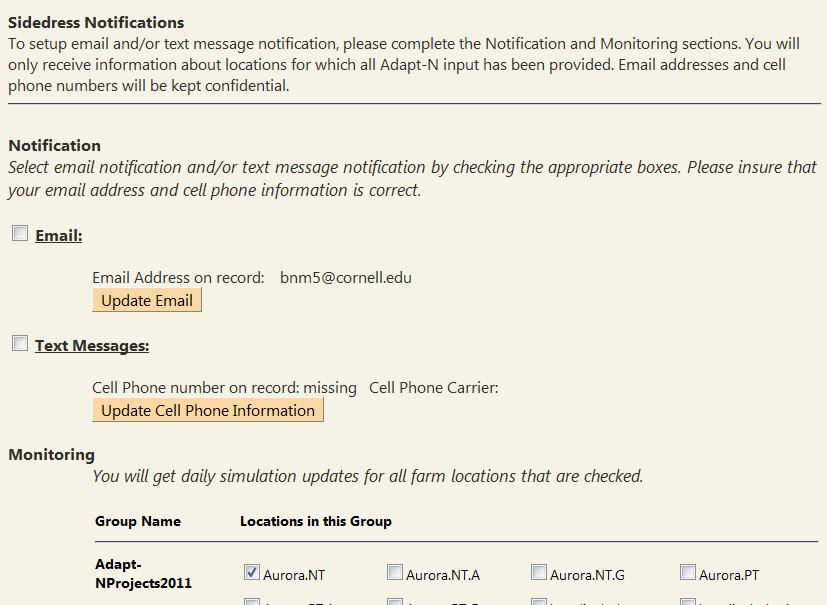 Sidedress Notifications
To setup email and/or text message notification, please complete the Notification and Monitoring sections. You will
only receive information about locations for which all Adapt-N input has been provided. Email addresses and cell
phone numbers will be kept confidential.
Notification
Select email notification and/or text message notification by checking the appropriate boxes. Please insure that
your email address and cell phone information is correct.
Email:
Email Address on record: bnm5@cornell.edu
Update Email
Text Messages:
Cell Phone number on record: missing Cell Phone Carrier:
Update Cell Phone Information
Monitoring
You will get daily simulation updates for all farm locations that are checked.
Group Name Locations in this Group
Adapt-
NProjects2011 Aurora.NT Aurora.NT.A Aurora.NT.G Aurora.PT